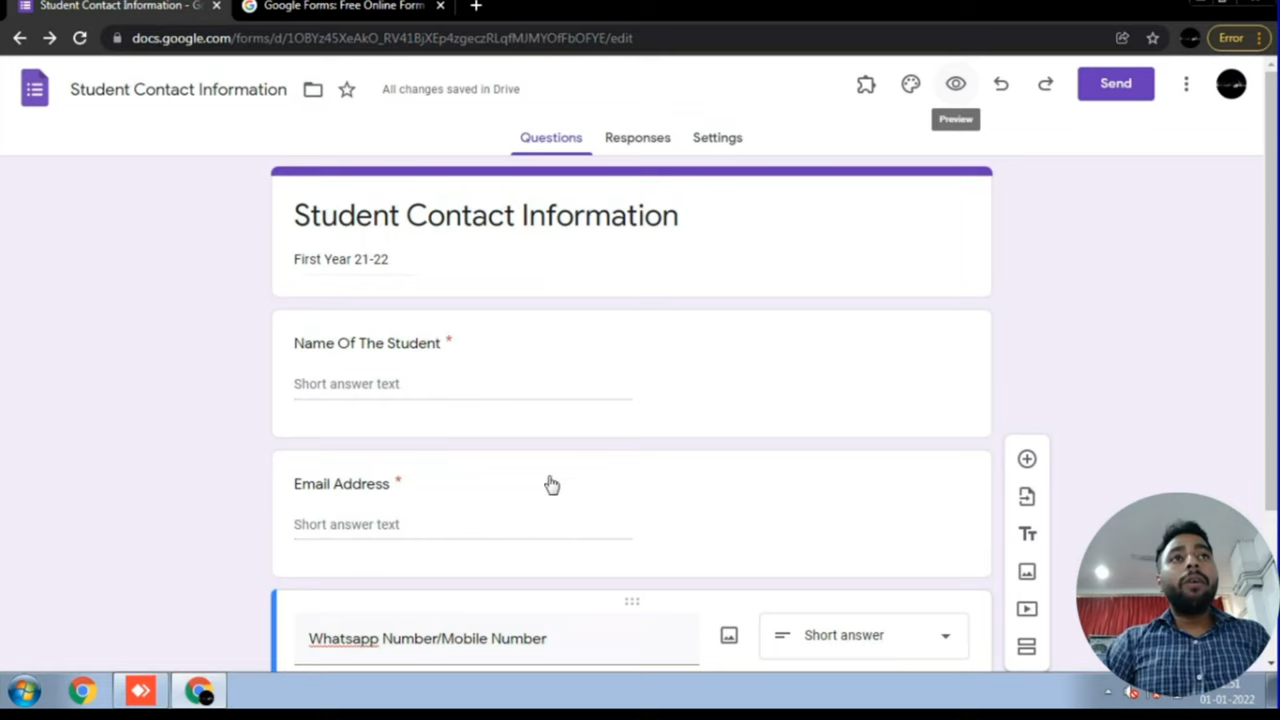 Student Contact Information - G
Google Forms: Free Online Form
docs.google.com/forms/d/1OBYz45XeAkO_RV41BjXEp4zgeczRLqfMJMYOfFbOFYE/edit
Error
Student Contact Information
All changes saved in Drive
Send
Preview
Questions
Responses
Settings
Student Contact Information
First Year 21-22
Name Of The Student *
Short answer text
Email Address *
Short answer text
Whatsapp Number/Mobile Number
Short answer
01-01-2022